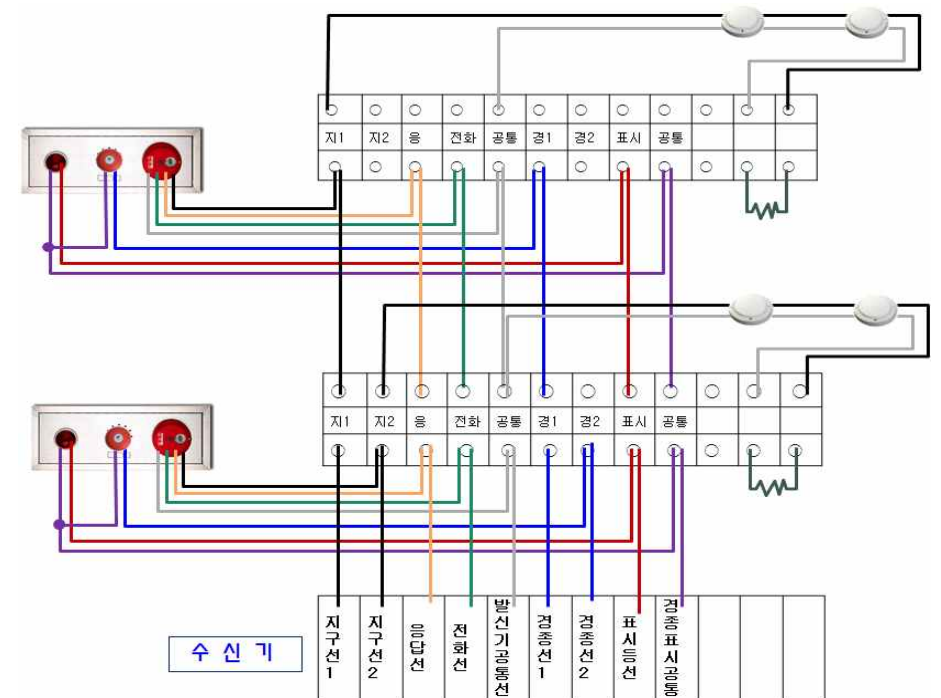 지1 지2 응 전화 공통 경1 경2 표시 공통
지1 지2 응 전화 공통 경1 경2 표시 공통
수 신 기
지구선1
지구선2
응답선
전화선
발신기공통선
경종선1
경종선2
표시등선
경종표시공통